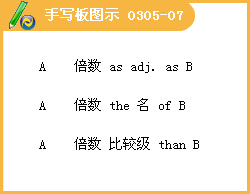 手写板图示 0305-07
A 倍数 as adj. as B
A 倍数 the 名 of B
A 倍数 比较级 than B